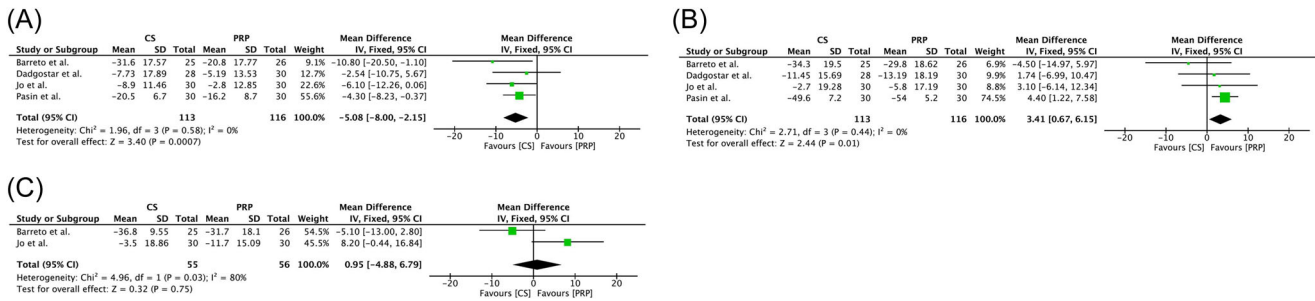 (A)
CS PRP Mean Difference Mean Difference
Study or Subgroup Mean SD Total Mean SD Total Weight IV, Fixed, 95% CI IV, Fixed, 95% CI
Barreto et al. -31.6 17.57 25 -20.8 17.77 26 9.1% -10.80 [-20.50, -1.10]
Dadgostar et al. -7.73 17.89 28 -5.19 13.53 30 12.7% -2.54 [-10.75, 5.67]
Jo et al. -8.9 11.46 30 -2.8 12.85 30 22.6% -6.10 [-12.26, 0.06]
Pasin et al. -20.5 6.7 30 -16.2 8.7 30 55.6% -4.30 [-8.23, -0.37]
Total (95% CI) 113 116 100.0% -5.08 [-8.00, -2.15]
Heterogeneity: Chi² = 1.96, df = 3 (P = 0.58); I² = 0%
Test for overall effect: Z = 3.40 (P = 0.0007)
-20 -10 0 10 20
Favours [CS] Favours [PRP]
(B)
CS PRP Mean Difference Mean Difference
Study or Subgroup Mean SD Total Mean SD Total Weight IV, Fixed, 95% CI IV, Fixed, 95% CI
Barreto et al. -34.3 19.5 25 -29.8 18.62 26 6.9% -4.50 [-14.97, 5.97]
Dadgostar et al. -11.45 15.69 28 -13.19 18.19 30 9.9% 1.74 [-6.99, 10.47]
Jo et al. -2.7 19.28 30 -5.8 17.19 30 8.8% 3.10 [-6.14, 12.34]
Pasin et al. -49.6 7.2 30 -54 5.2 30 74.5% 4.40 [1.22, 7.58]
Total (95% CI) 113 116 100.0% 3.41 [0.67, 6.15]
Heterogeneity: Chi² = 2.71, df = 3 (P = 0.44); I² = 0%
Test for overall effect: Z = 2.44 (P = 0.01)
-20 -10 0 10 20
Favours [CS] Favours [PRP]
(C)
CS PRP Mean Difference Mean Difference
Study or Subgroup Mean SD Total Mean SD Total Weight IV, Fixed, 95% CI IV, Fixed, 95% CI
Barreto et al. -36.8 9.55 25 -31.7 18.1 26 54.5% -5.10 [-13.00, 2.80]
Jo et al. -3.5 18.86 30 -11.7 15.09 30 45.5% 8.20 [-0.44, 16.84]
Total (95% CI) 55 56 100.0% 0.95 [-4.88, 6.79]
Heterogeneity: Chi² = 4.96, df = 1 (P = 0.03); I² = 80%
Test for overall effect: Z = 0.32 (P = 0.75)
-20 -10 0 10 20
Favours [CS] Favours [PRP]